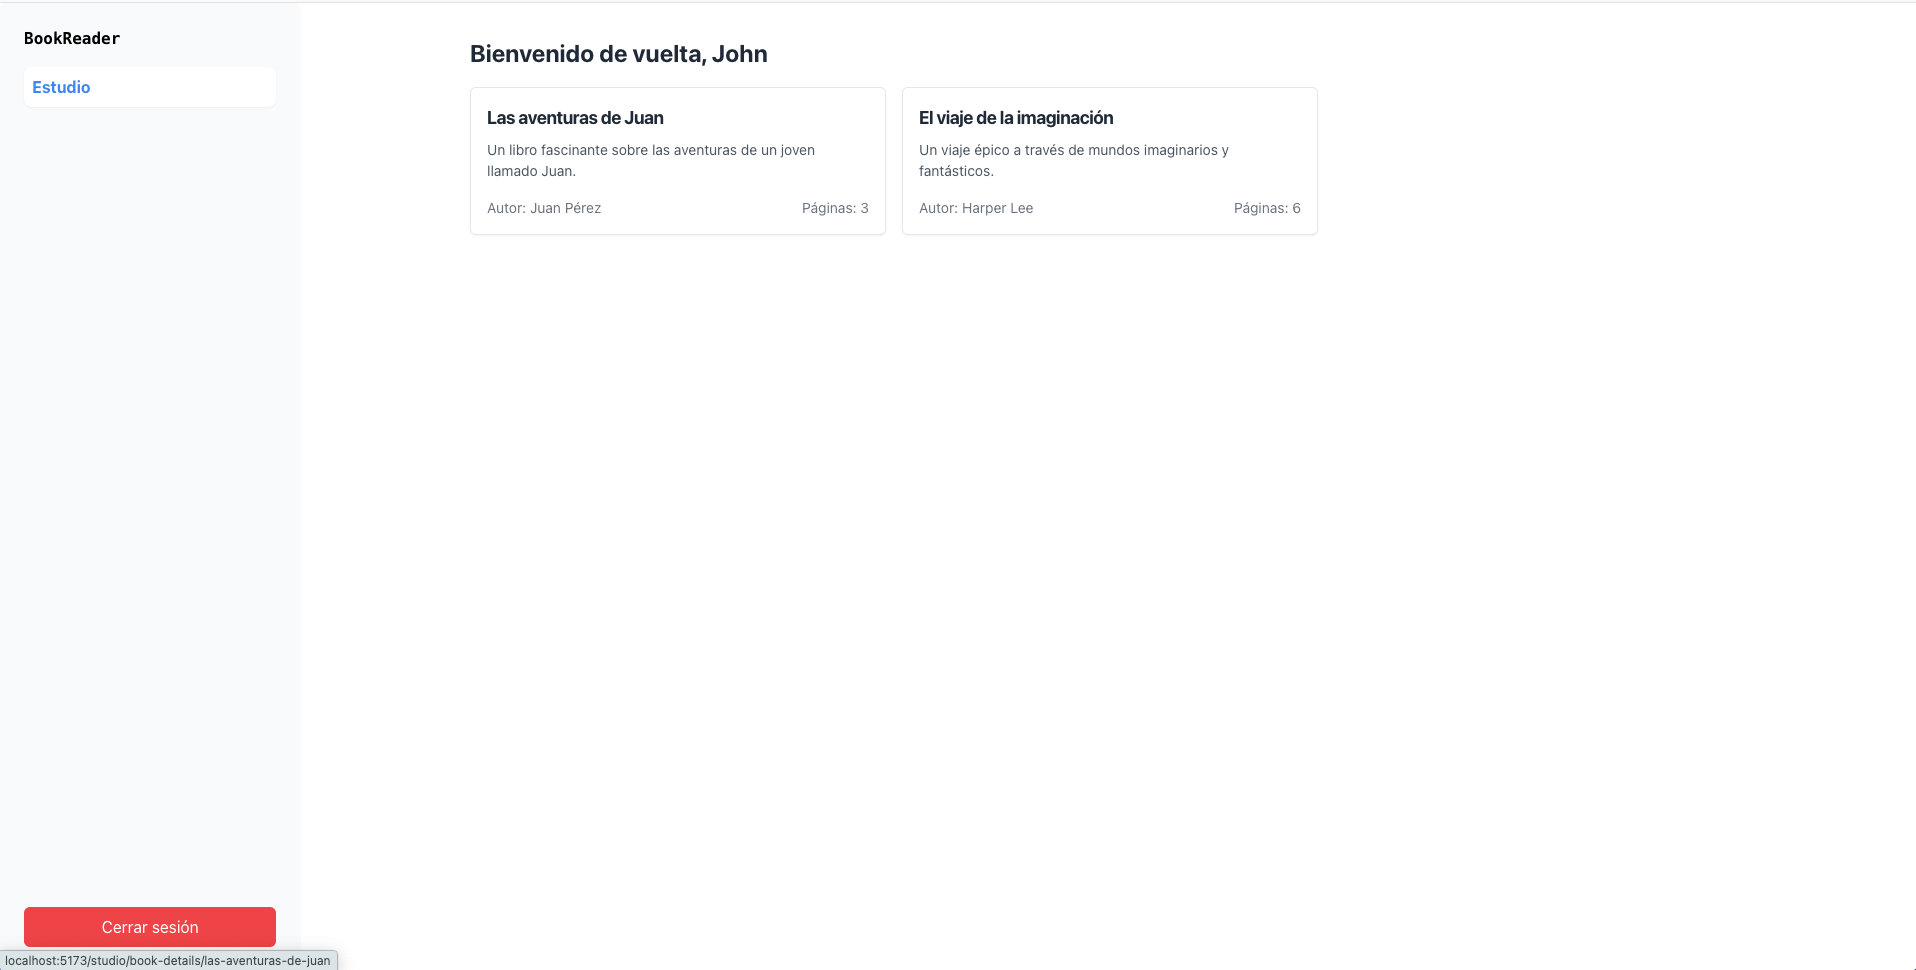 BookReader
Estudio
Bienvenido de vuelta, John
Las aventuras de Juan
Un libro fascinante sobre las aventuras de un joven
llamado Juan.
Autor: Juan Pérez
Páginas: 3
El viaje de la imaginación
Un viaje épico a través de mundos imaginarios y
fantásticos.
Autor: Harper Lee
Páginas: 6
Cerrar sesión
localhost:5173/studio/book-details/las-aventuras-de-juan